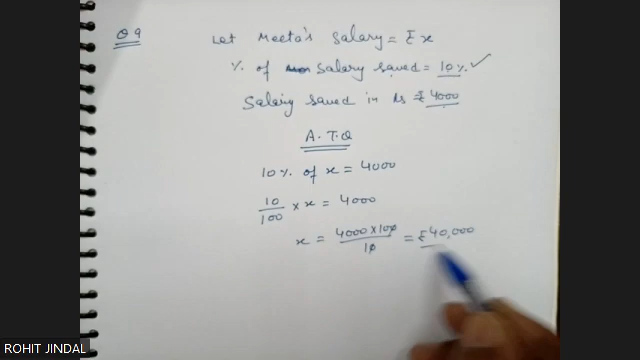 Q 9
Let Meeta's Salary = ₹ x
% of Salary saved = 10% ✓
Salary saved in Rs = ₹ 4000
A.T.Q
10% of x = 4000
10/100 × x = 4000
x = 4000 × 100/10 = ₹ 40,000
ROHIT JINDAL